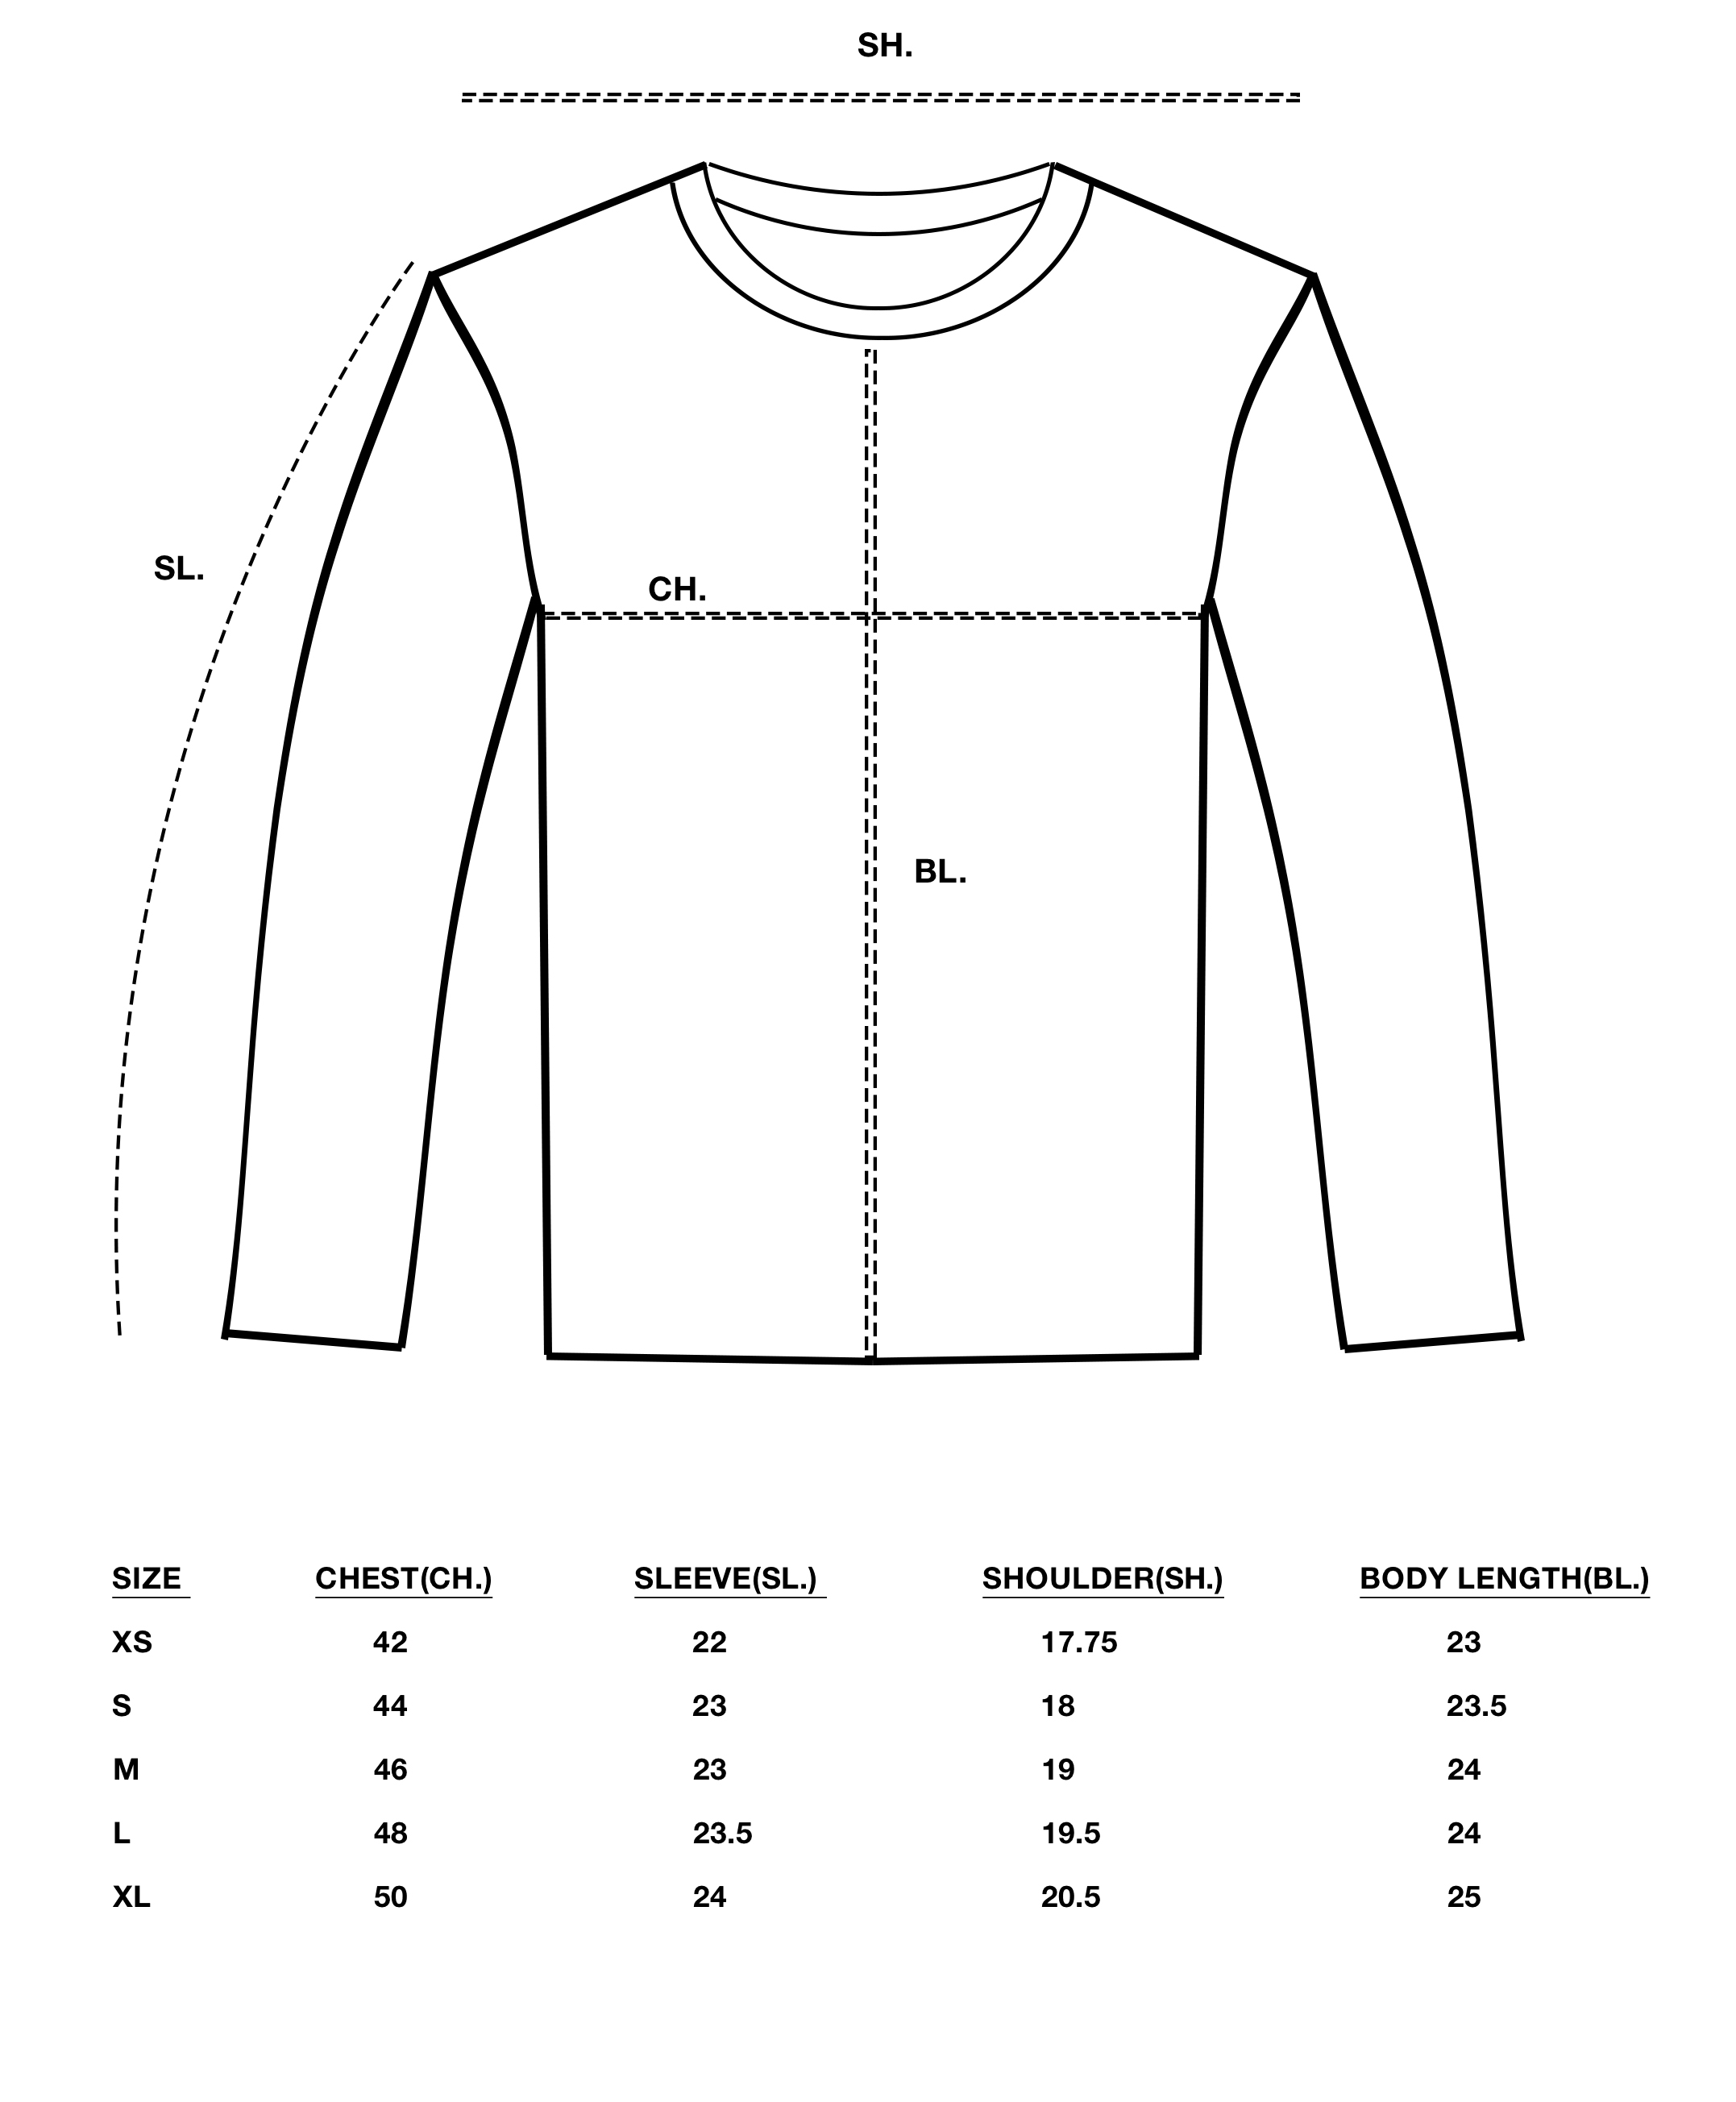 SH.
SL.
CH.
BL.
SIZE CHEST(CH.) SLEEVE(SL.) SHOULDER(SH.) BODY LENGTH(BL.)
XS 42 22 17.75 23
S 44 23 18 23.5
M 46 23 19 24
L 48 23.5 19.5 24
XL 50 24 20.5 25